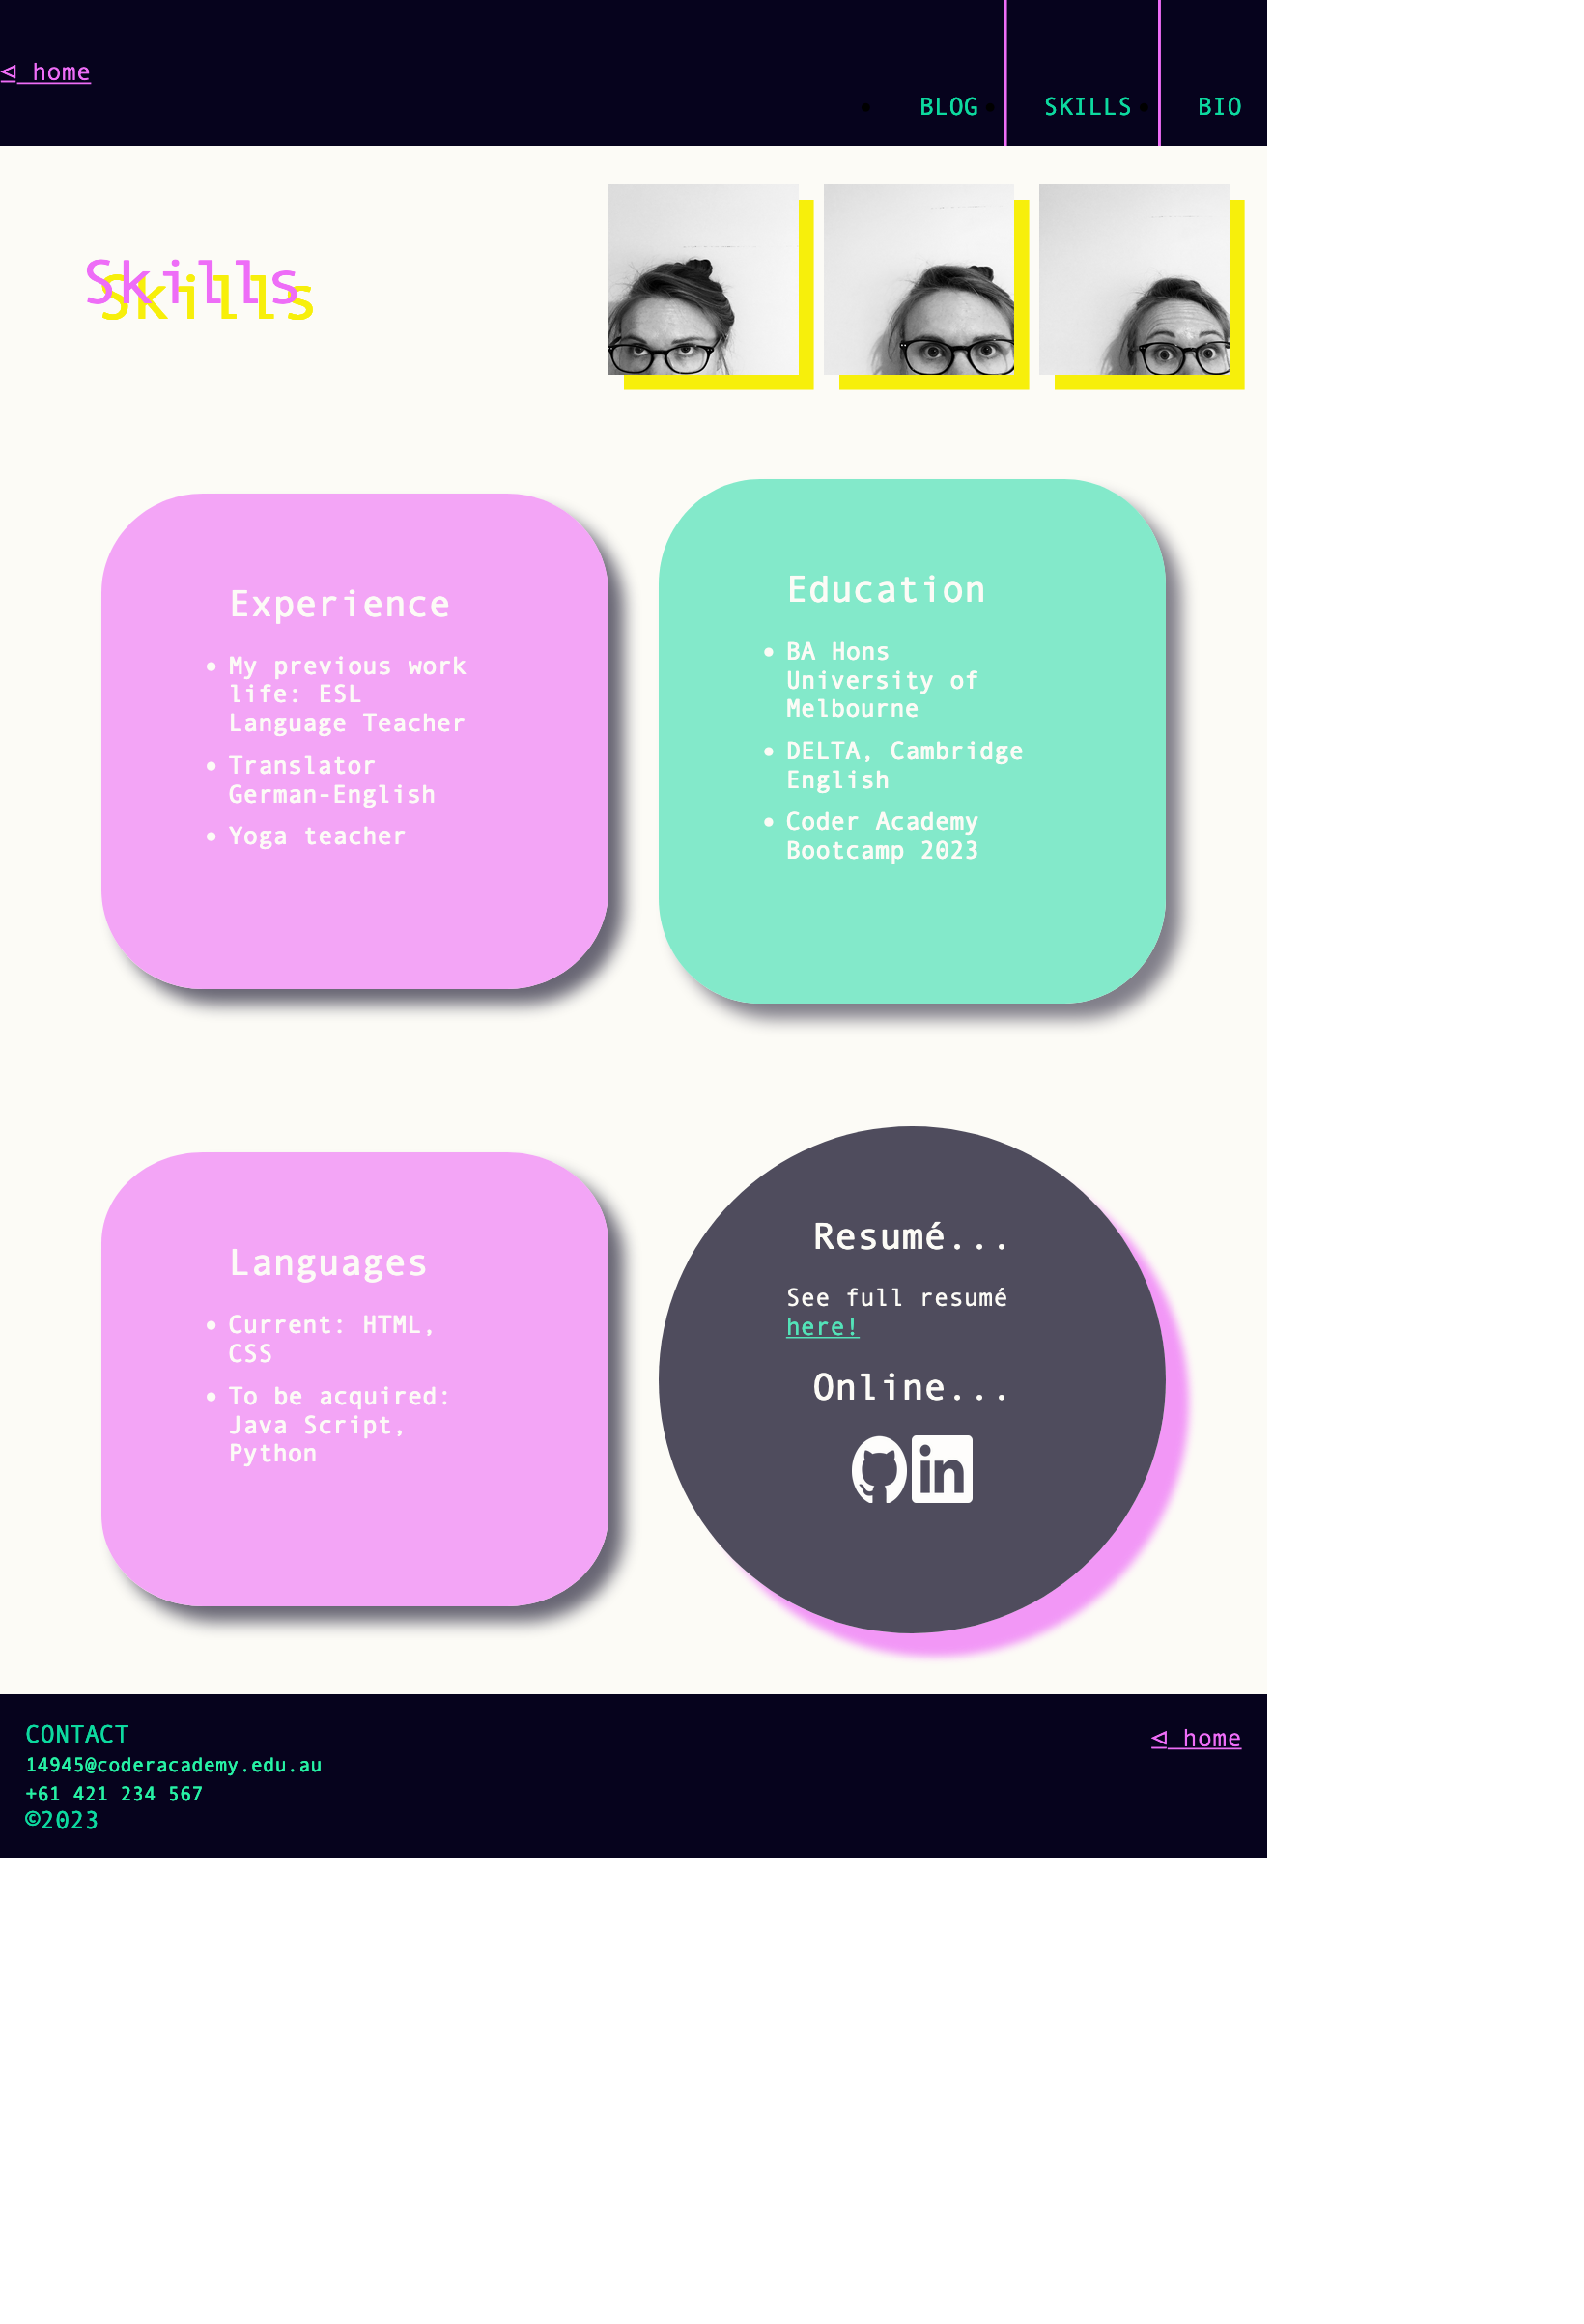 ⊲ home
BLOG SKILLS BIO
Skills
Experience
• My previous work
life: ESL
Language Teacher
• Translator
German-English
• Yoga teacher
Education
• BA Hons
University of
Melbourne
• DELTA, Cambridge
English
• Coder Academy
Bootcamp 2023
Languages
• Current: HTML,
CSS
• To be acquired:
Java Script,
Python
Resumé...
See full resumé
here!
Online...
in
CONTACT
14945@coderacademy.edu.au
+61 421 234 567
©2023
⊲ home